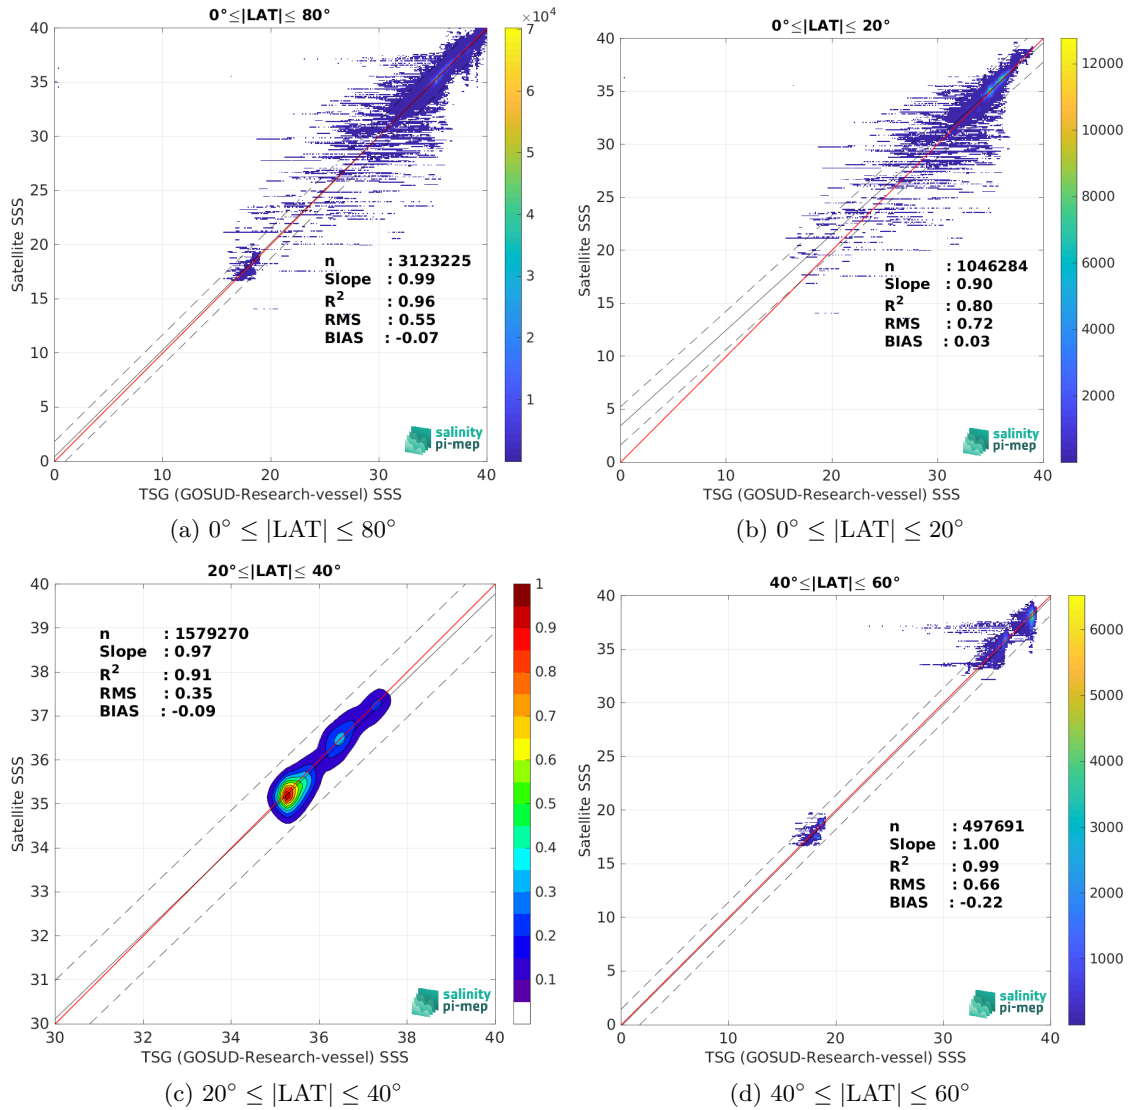 0°≤|LAT|≤ 80°
×10⁴
40
35
30
25
20
15
10
5
0
Satellite SSS
0
10
20
30
40
TSG (GOSUD-Research-vessel) SSS
7
6
5
4
3
2
1
n : 3123225
Slope : 0.99
R² : 0.96
RMS : 0.55
BIAS : -0.07
salinity
pi-mep
(a) 0° ≤ |LAT| ≤ 80°
0°≤|LAT|≤ 20°
40
35
30
25
20
15
10
5
0
Satellite SSS
0
10
20
30
40
TSG (GOSUD-Research-vessel) SSS
12000
10000
8000
6000
4000
2000
n : 1046284
Slope : 0.90
R² : 0.80
RMS : 0.72
BIAS : 0.03
salinity
pi-mep
(b) 0° ≤ |LAT| ≤ 20°
20°≤|LAT|≤ 40°
40
39
38
37
36
35
34
33
32
31
30
Satellite SSS
30
32
34
36
38
40
TSG (GOSUD-Research-vessel) SSS
1
0.9
0.8
0.7
0.6
0.5
0.4
0.3
0.2
0.1
n : 1579270
Slope : 0.97
R² : 0.91
RMS : 0.35
BIAS : -0.09
salinity
pi-mep
(c) 20° ≤ |LAT| ≤ 40°
40°≤|LAT|≤ 60°
40
35
30
25
20
15
10
5
0
Satellite SSS
0
10
20
30
40
TSG (GOSUD-Research-vessel) SSS
6000
5000
4000
3000
2000
1000
n : 497691
Slope : 1.00
R² : 0.99
RMS : 0.66
BIAS : -0.22
salinity
pi-mep
(d) 40° ≤ |LAT| ≤ 60°